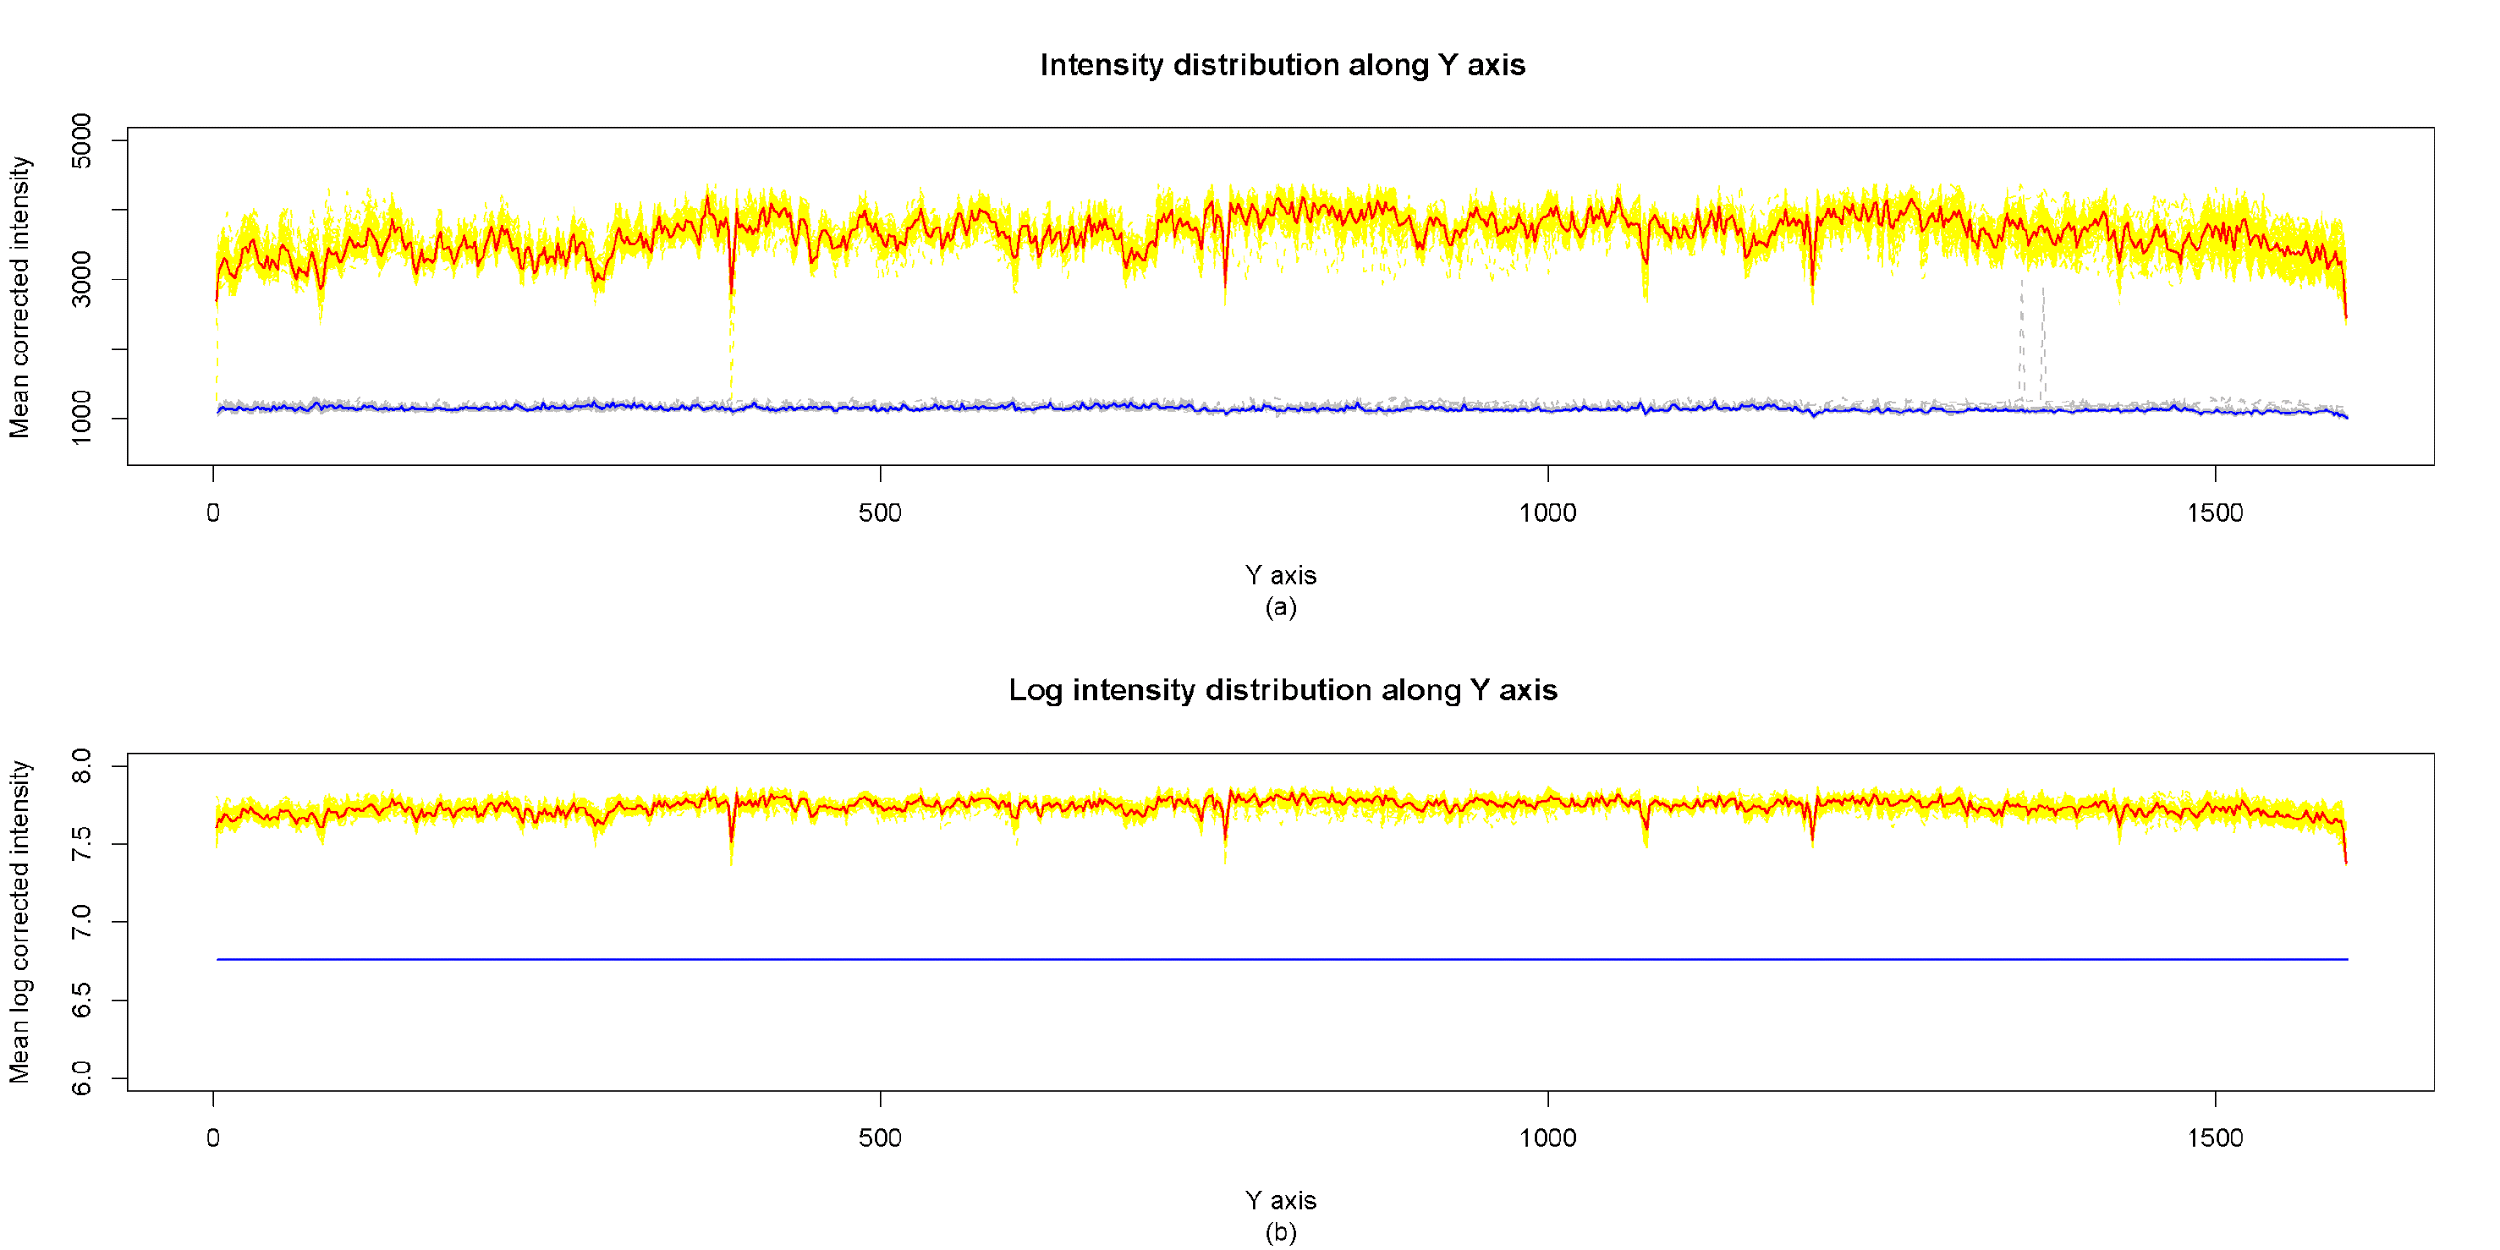 Intensity distribution along Y axis
Mean corrected intensity
5000
3000
1000
0 500 1000 1500
Y axis
(a)
Log intensity distribution along Y axis
Mean log corrected intensity
8.0
7.5
7.0
6.5
6.0
0 500 1000 1500
Y axis
(b)